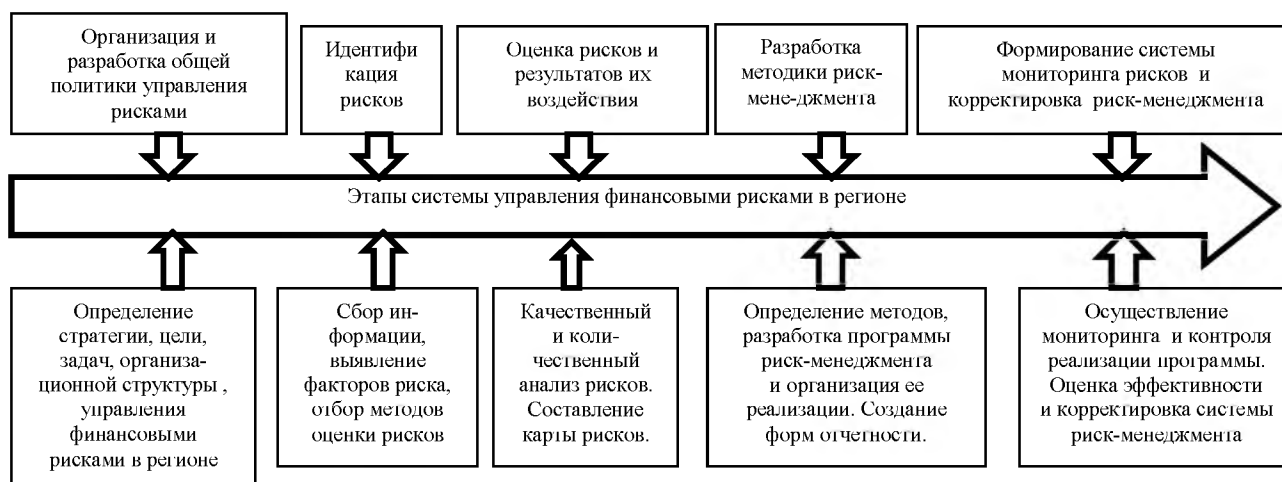 Организация и
разработка общей
политики управления
рисками
Идентифи
кация
рисков
Оценка рисков и
результатов их
воздействия
Разработка
методики риск-
мене-джмента
Формирование системы
мониторинга рисков и
корректировка риск-менеджмента
Этапы системы управления финансовыми рисками в регионе
Определение
стратегии, цели,
задач, организа-
ционной структуры ,
управления
финансовыми
рисками в регионе
Сбор ин-
формации,
выявление
факторов риска,
отбор методов
оценки рисков
Качественный
и коли-
чественный
анализ рисков.
Составление
карты рисков.
Определение методов,
разработка программы
риск-менеджмента
и организация ее
реализации. Создание
форм отчетности.
Осуществление
мониторинга и контроля
реализации программы.
Оценка эффективности
и корректировка системы
риск-менеджмента